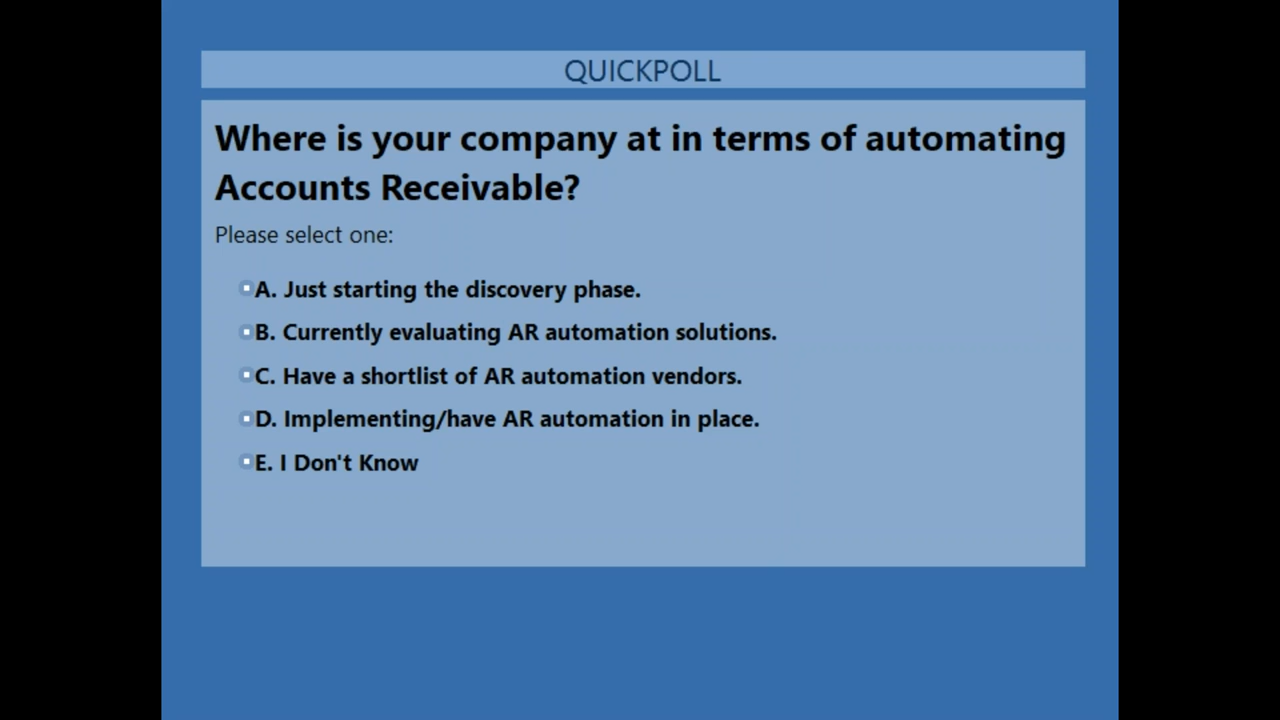 QUICKPOLL
Where is your company at in terms of automating
Accounts Receivable?
Please select one:
A. Just starting the discovery phase.
B. Currently evaluating AR automation solutions.
C. Have a shortlist of AR automation vendors.
D. Implementing/have AR automation in place.
E. I Don't Know